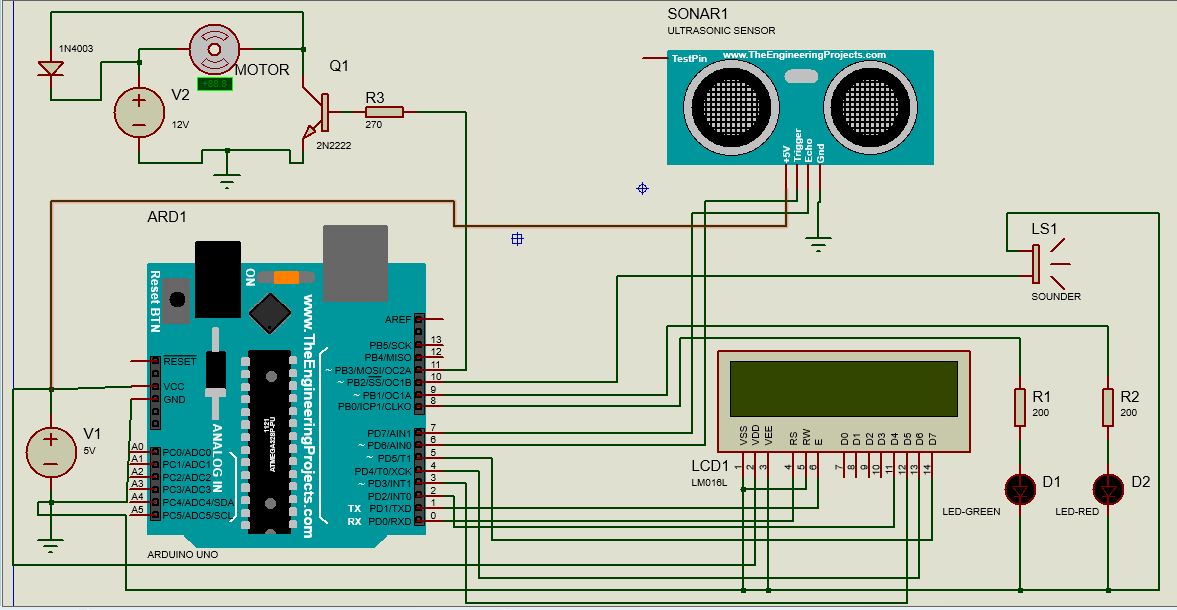 1N4003
MOTOR
+88.8
V2
12V
Q1
2N2222
R3
270
SONAR1
ULTRASONIC SENSOR
TestPin
www.TheEngineeringProjects.com
+5V
Trigger
Echo
Gnd
ARD1
Reset BTN
ON
www.TheEngineeringProjects.com
ANALOG IN
1121
ATMEGA328P-PU
RESET
VCC
GND
A0 PC0/ADC0
A1 PC1/ADC1
A2 PC2/ADC2
A3 PC3/ADC3
A4 PC4/ADC4/SDA
A5 PC5/ADC5/SCL
AREF
PB5/SCK 13
PB4/MISO 12
~ PB3/MOSI/OC2A 11
~ PB2/SS/OC1B 10
~ PB1/OC1A 9
PB0/ICP1/CLKO 8
PD7/AIN1 7
~ PD6/AIN0 6
~ PD5/T1 5
PD4/T0/XCK 4
~ PD3/INT1 3
PD2/INT0 2
TX PD1/TXD 1
RX PD0/RXD 0
ARDUINO UNO
V1
5V
LS1
SOUNDER
VSS VDD VEE RS RW E D0 D1 D2 D3 D4 D5 D6 D7
1 2 3 4 5 6 7 8 9 10 11 12 13 14
LCD1
LM016L
R1
200
R2
200
D1
LED-GREEN
D2
LED-RED